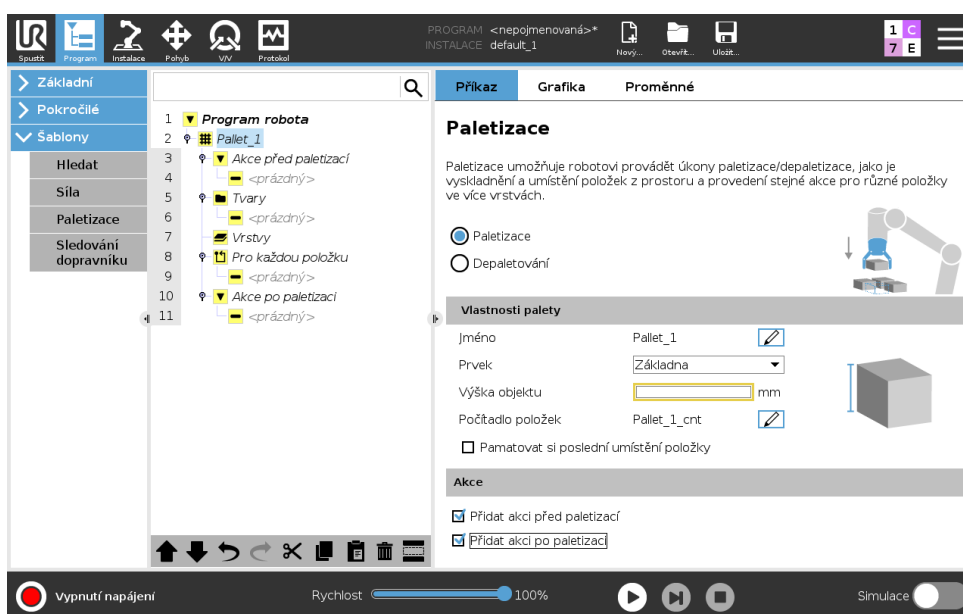 PROGRAM <nepojmenovaná>*
INSTALACE default_1
Spustit Program Instalace Pohyb V/V Protokol
Nový... Otevřít... Uložit...
1 C
7 E
Základní
Pokročilé
Šablony
Hledat
Síla
Paletizace
Sledování
dopravníku
1 Program robota
2 Pallet_1
3 Akce před paletizací
4 <prázdný>
5 Tvary
6 <prázdný>
7 Vrstvy
8 Pro každou položku
9 <prázdný>
10 Akce po paletizaci
11 <prázdný>
Příkaz Grafika Proměnné
Paletizace
Paletizace umožňuje robotovi provádět úkony paletizace/depaletizace, jako je
vyskladnění a umístění položek z prostoru a provedení stejné akce pro různé položky
ve více vrstvách.
Paletizace
Depaletování
Vlastnosti palety
Jméno Pallet_1
Prvek Základna
Výška objektu mm
Počítadlo položek Pallet_1_cnt
Pamatovat si poslední umístění položky
Akce
Přidat akci před paletizací
Přidat akci po paletizaci
Vypnutí napájení
Rychlost 100%
Simulace